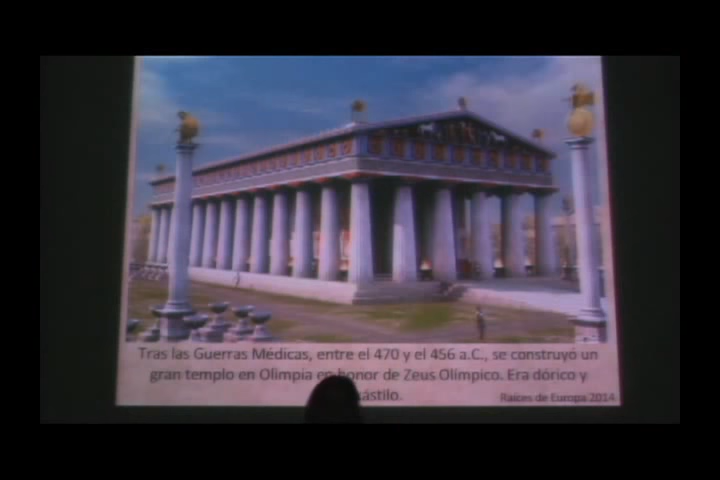 Tras las Guerras Médicas, entre el 470 y el 456 a.C., se construyó un
gran templo en Olimpia en honor de Zeus Olímpico. Era dórico y
ástilo.
Raíces de Europa 2014